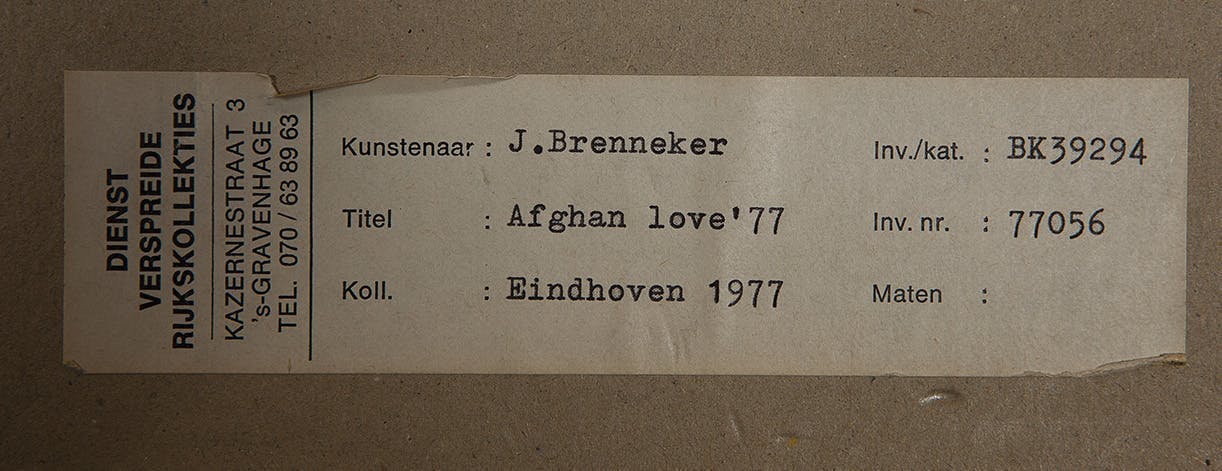 DIENST
VERSPREIDE
RIJKSKOLLEKTIES
KAZERNESTRAAT 3
's-GRAVENHAGE
TEL. 070 / 63 89 63
Kunstenaar : J.Brenneker Inv./kat. : BK39294
Titel : Afghan love'77 Inv. nr. : 77056
Koll. : Eindhoven 1977 Maten :